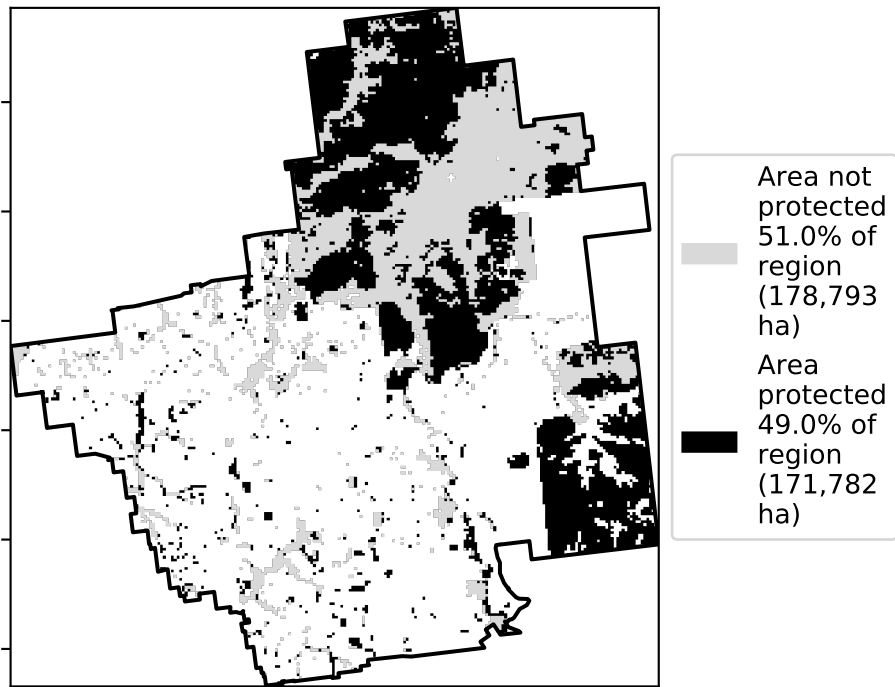 Area not
protected
51.0% of
region
(178,793
ha)
Area
protected
49.0% of
region
(171,782
ha)